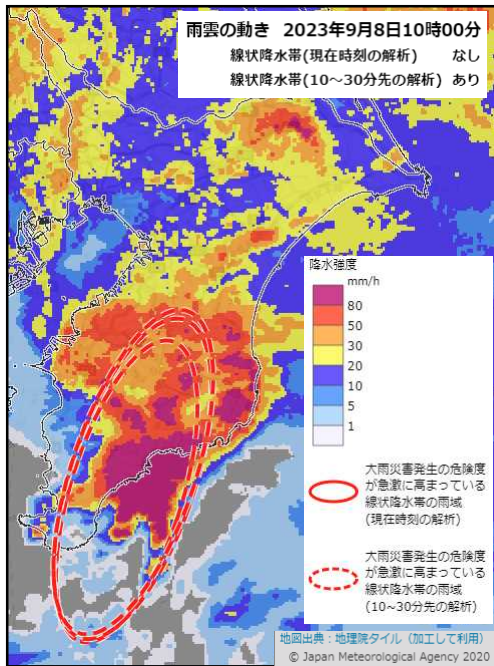 雨雲の動き 2023年9月8日10時00分
線状降水帯(現在時刻の解析) なし
線状降水帯(10～30分先の解析) あり
降水強度
mm/h
80
50
30
20
10
5
1
大雨災害発生の危険度
が急激に高まっている
線状降水帯の雨域
(現在時刻の解析)
大雨災害発生の危険度
が急激に高まっている
線状降水帯の雨域
(10～30分先の解析)
地図出典：地理院タイル（加工して利用）
© Japan Meteorological Agency 2020